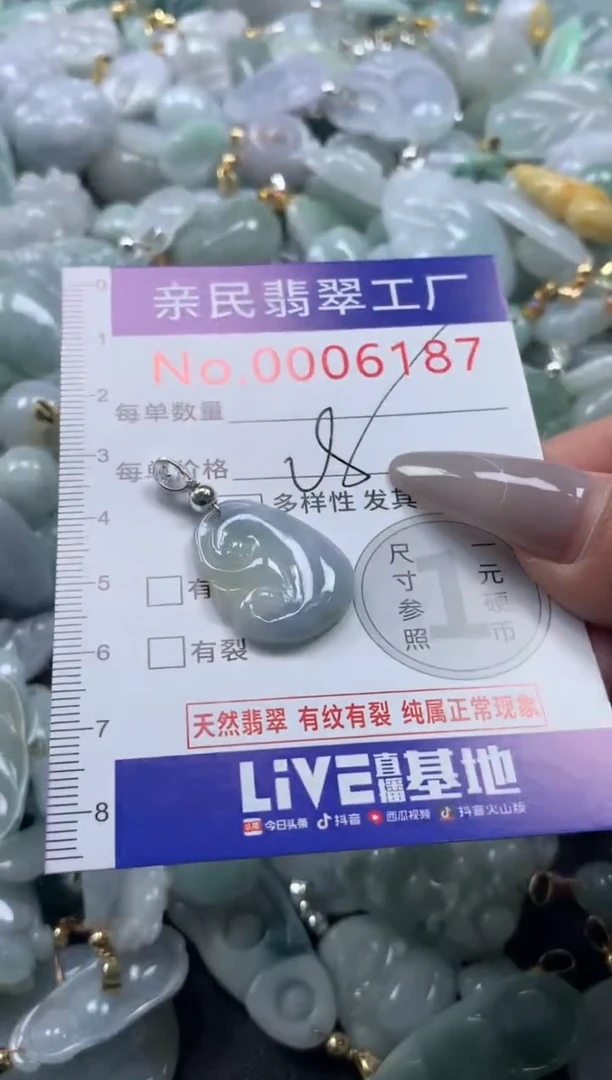 亲民翡翠工厂
No.0006187
每单数量
每单价格
多样性 发其
有
有裂
尺寸参照
一元硬币
1
天然翡翠 有纹有裂 纯属正常现象
LiVE直播基地
今日头条 抖音 西瓜视频 抖音火山版
0
1
2
3
4
5
6
7
8